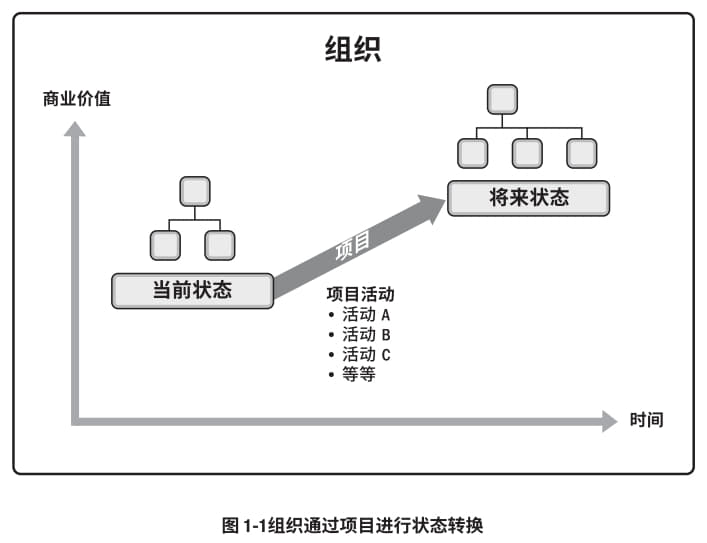 组织
商业价值
将来状态
项目
当前状态
项目活动
• 活动 A
• 活动 B
• 活动 C
• 等等
时间
图 1-1组织通过项目进行状态转换